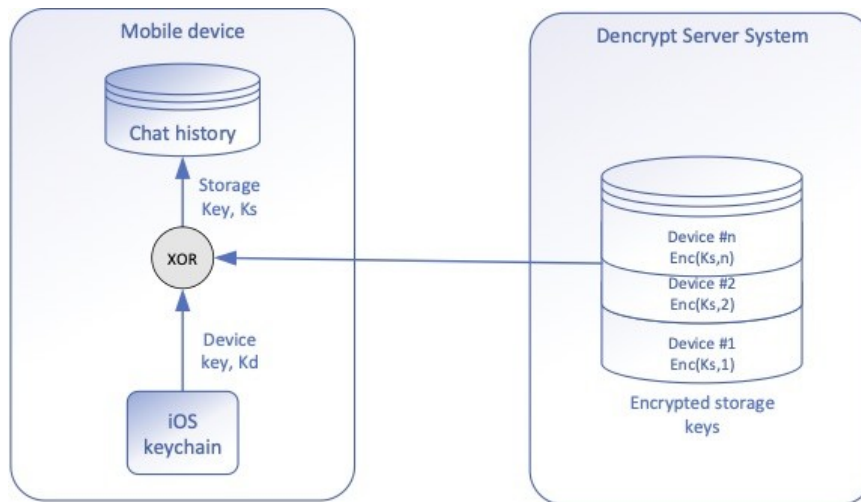 Mobile device
Chat history
Storage
Key, Ks
XOR
Device
key, Kd
iOS
keychain
Dencrypt Server System
Device #n
Enc(Ks,n)
Device #2
Enc(Ks,2)
Device #1
Enc(Ks,1)
Encrypted storage
keys